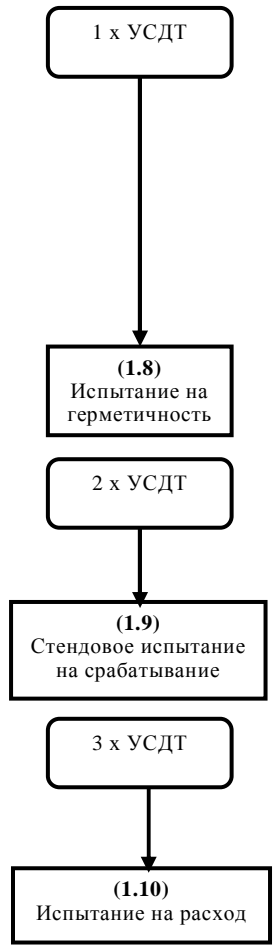 1 x УСДТ
(1.8)
Испытание на
герметичность
2 x УСДТ
(1.9)
Стендовое испытание
на срабатывание
3 x УСДТ
(1.10)
Испытание на расход